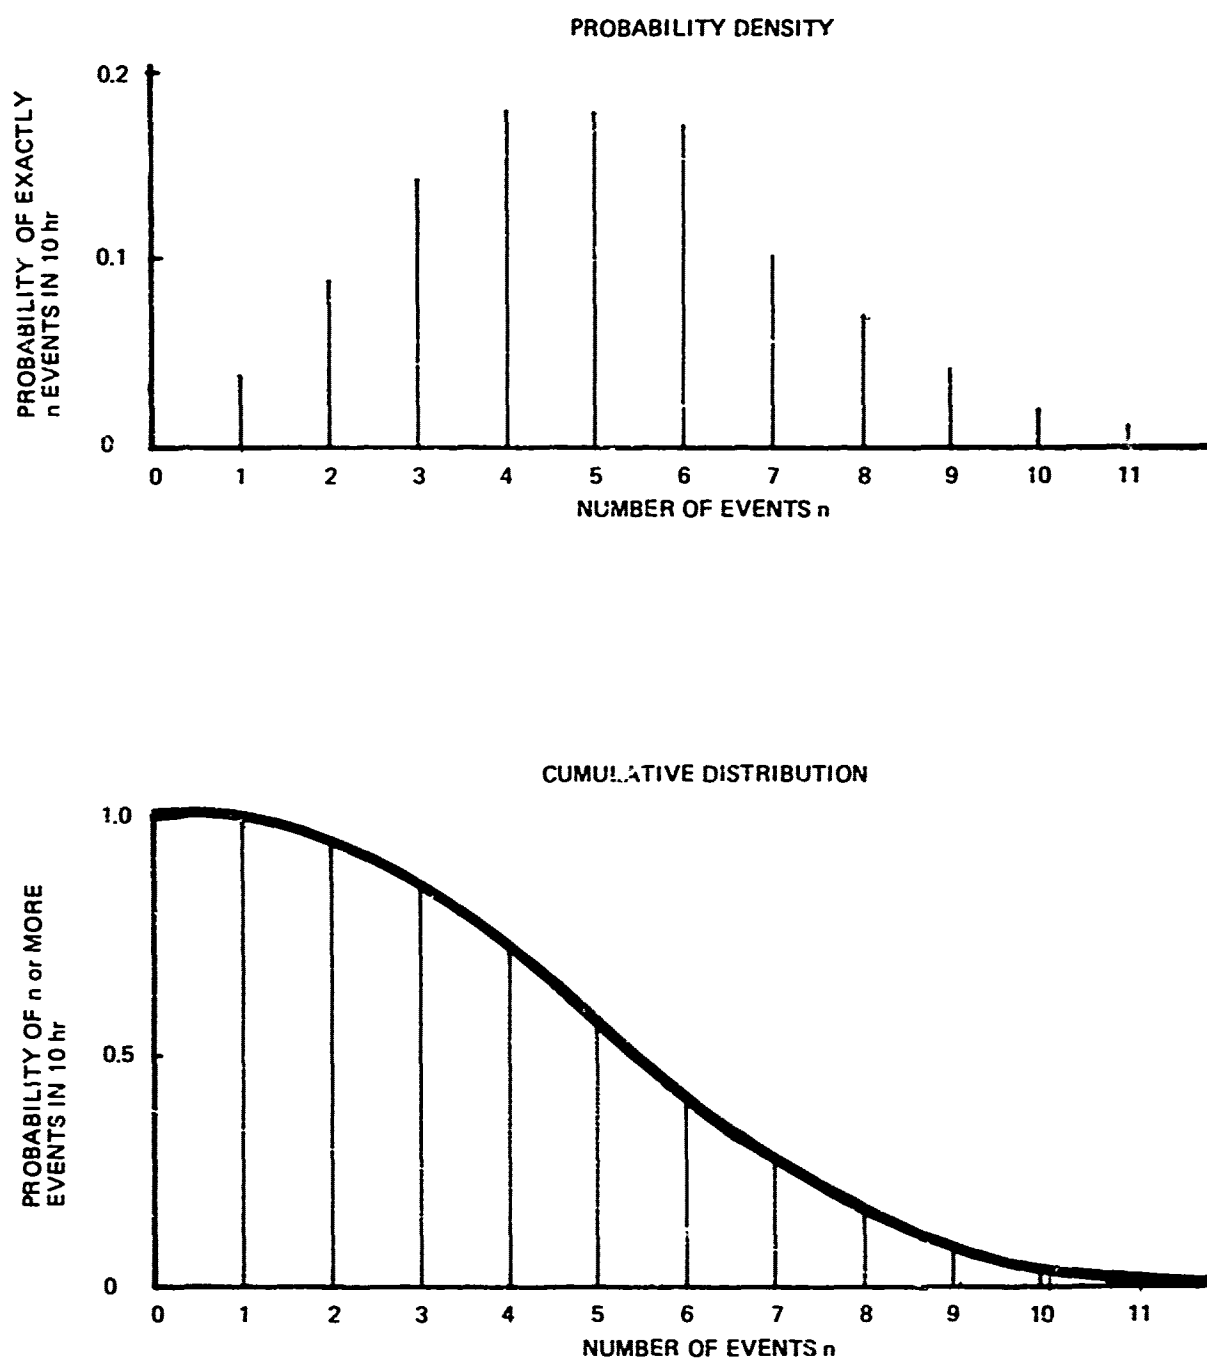 PROBABILITY DENSITY
0.2
0.1
0
PROBABILITY OF EXACTLY
n EVENTS IN 10 hr
0 1 2 3 4 5 6 7 8 9 10 11
NUMBER OF EVENTS n
CUMULATIVE DISTRIBUTION
1.0
0.5
0
PROBABILITY OF n or MORE
EVENTS IN 10 hr
0 1 2 3 4 5 6 7 8 9 10 11
NUMBER OF EVENTS n